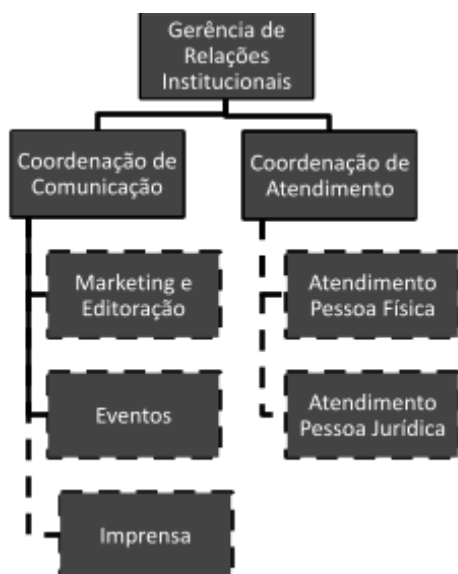 Gerência de
Relações
Institucionais
Coordenação de
Comunicação
Coordenação de
Atendimento
Marketing e
Editoração
Atendimento
Pessoa Física
Eventos
Atendimento
Pessoa Jurídica
Imprensa